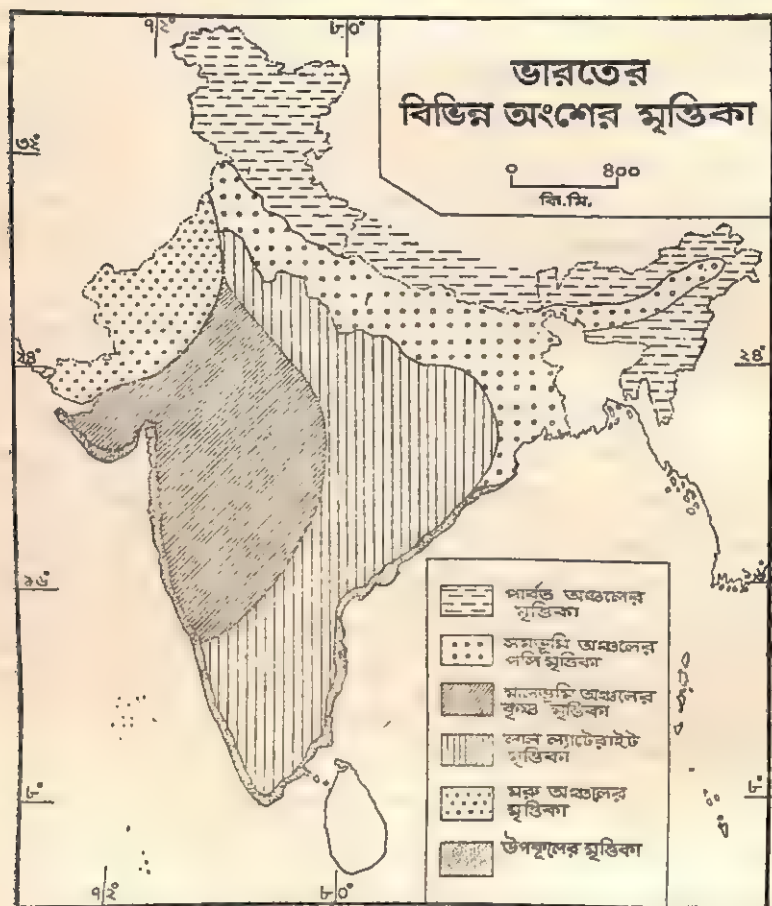 ৭২°
৮০°
ভারতের
বিভিন্ন অংশের মৃত্তিকা
০ ৪০০
কি.মি.
৩২°
২৪°
২৪°
১৬°
১৬°
পার্বত অঞ্চলের
মৃত্তিকা
সমভূমি অঞ্চলের
পলি মৃত্তিকা
মালভূমি অঞ্চলের
কৃষ্ণ মৃত্তিকা
লাল ল্যাটেরাইট
মৃত্তিকা
মরু অঞ্চলের
মৃত্তিকা
উপকূলের মৃত্তিকা
৮°
৮°
৭২°
৮০°